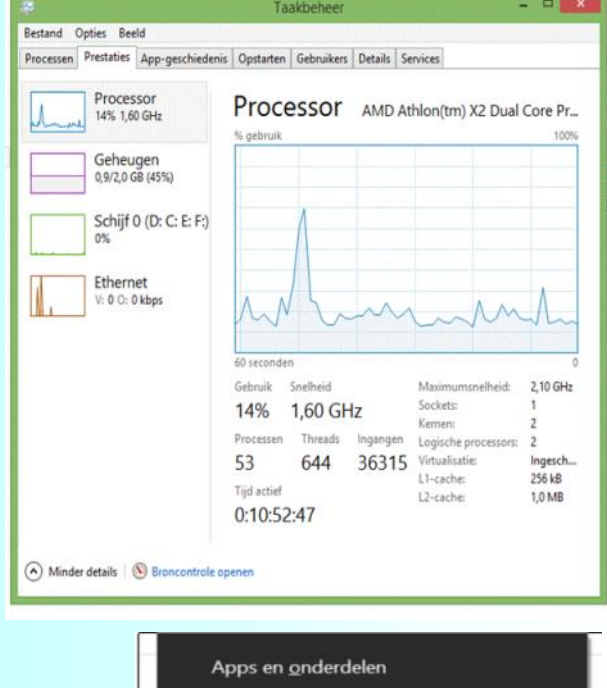 Taakbeheer
Bestand Opties Beeld
Processen Prestaties App-geschiedenis Opstarten Gebruikers Details Services
Processor
14% 1,60 GHz
Geheugen
0,9/2,0 GB (45%)
Schijf 0 (D: C: E: F:)
0%
Ethernet
V: 0 O: 0 kbps
Processor AMD Athlon(tm) X2 Dual Core Pr...
% gebruik 100%
60 seconden 0
Gebruik Snelheid
14% 1,60 GHz
Processen Threads Ingangen
53 644 36315
Tijd actief
0:10:52:47
Maximumsnelheid: 2,10 GHz
Sockets: 1
Kernen: 2
Logische processors: 2
Virtualisatie: Ingesch...
L1-cache: 256 kB
L2-cache: 1,0 MB
Minder details Broncontrole openen
Apps en onderdelen